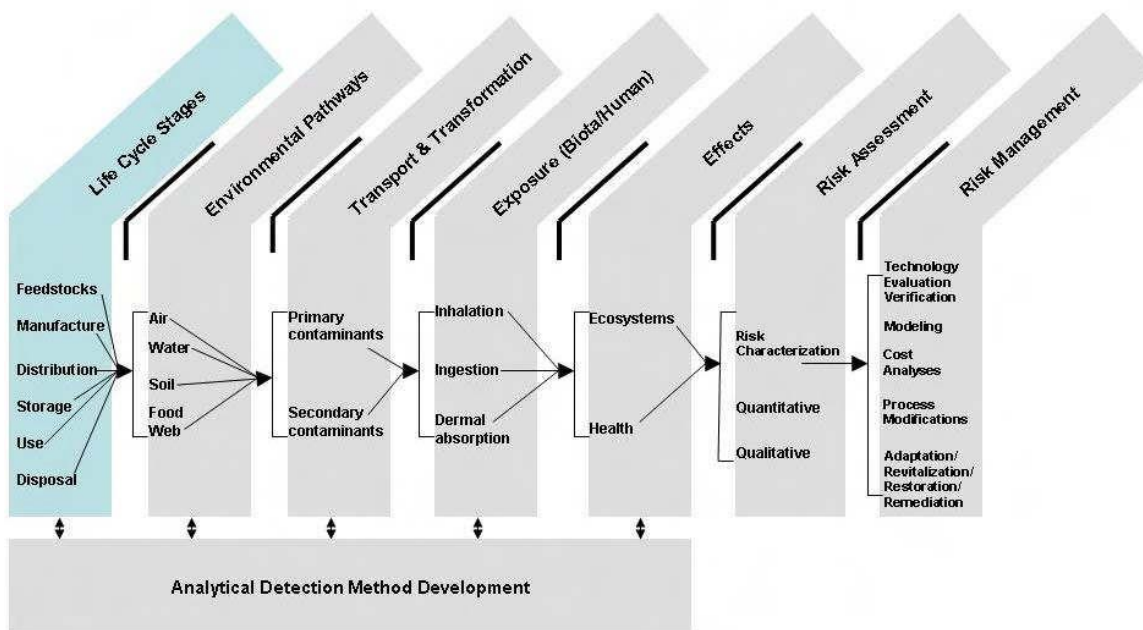 Life Cycle Stages
Environmental Pathways
Transport & Transformation
Exposure (Biota/Human)
Effects
Risk Assessment
Risk Management
Feedstocks
Manufacture
Distribution
Storage
Use
Disposal
Air
Water
Soil
Food
Web
Primary
contaminants
Secondary
contaminants
Inhalation
Ingestion
Dermal
absorption
Ecosystems
Health
Risk
Characterization
Quantitative
Qualitative
Technology
Evaluation
Verification
Modeling
Cost
Analyses
Process
Modifications
Adaptation/
Revitalization/
Restoration/
Remediation
Analytical Detection Method Development